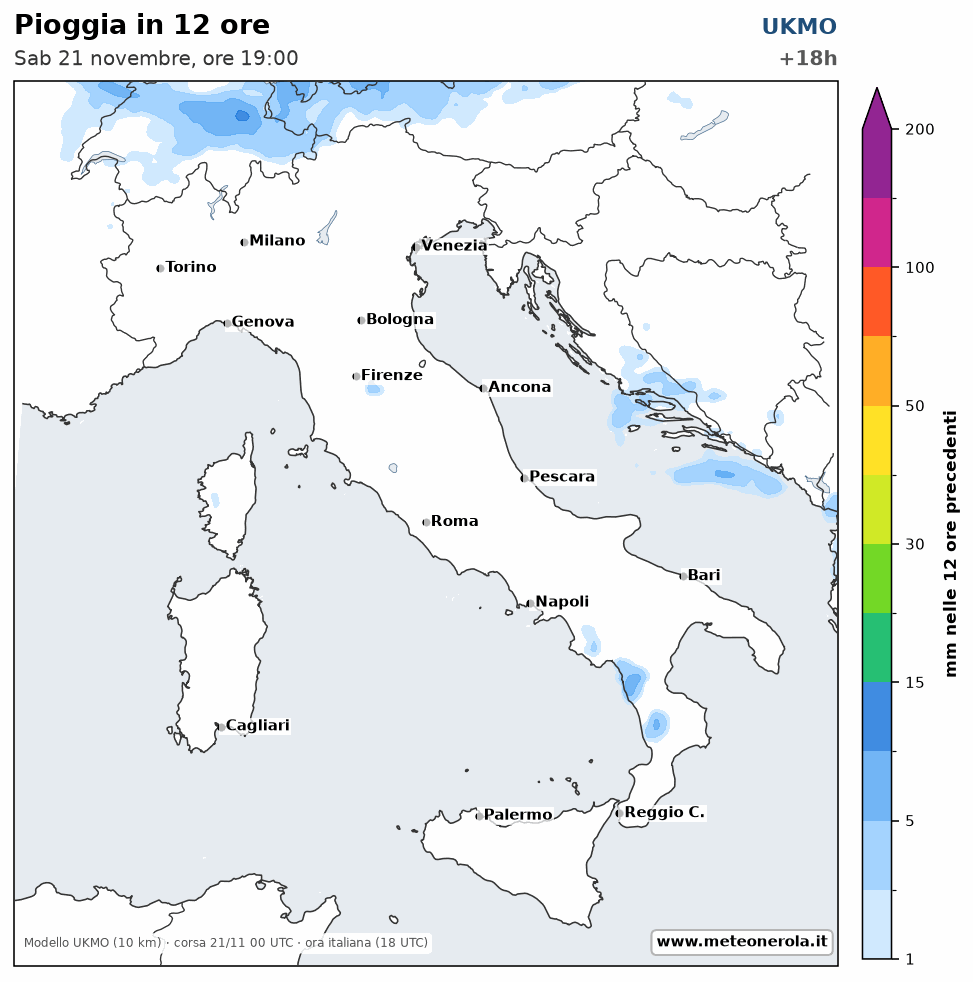 Pioggia in 12 ore
UKMO
Sab 21 novembre, ore 19:00
+18h
Milano
Venezia
Torino
Genova
Bologna
Firenze
Ancona
Pescara
Roma
Bari
Napoli
Cagliari
Palermo
Reggio C.
200
100
50
30
15
5
1
mm nelle 12 ore precedenti
Modello UKMO (10 km) · corsa 21/11 00 UTC · ora italiana (18 UTC)
www.meteonerola.it